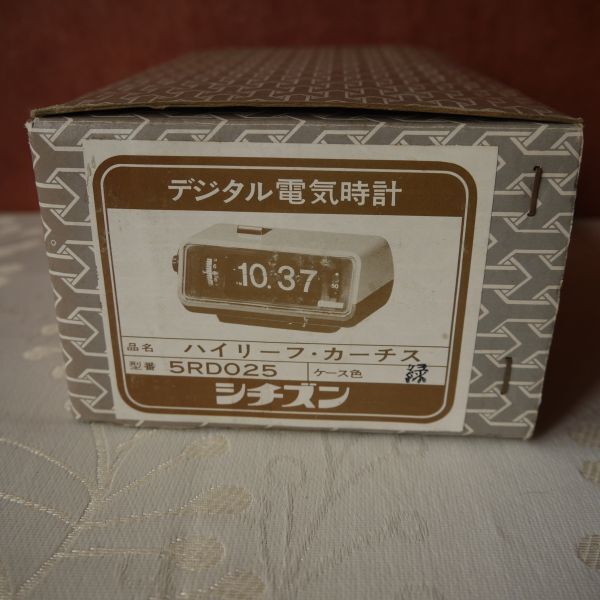 デジタル電気時計
10.37
品名 ハイリーフ・カーチス
型番 5RD025 ケース色 緑
シチズン